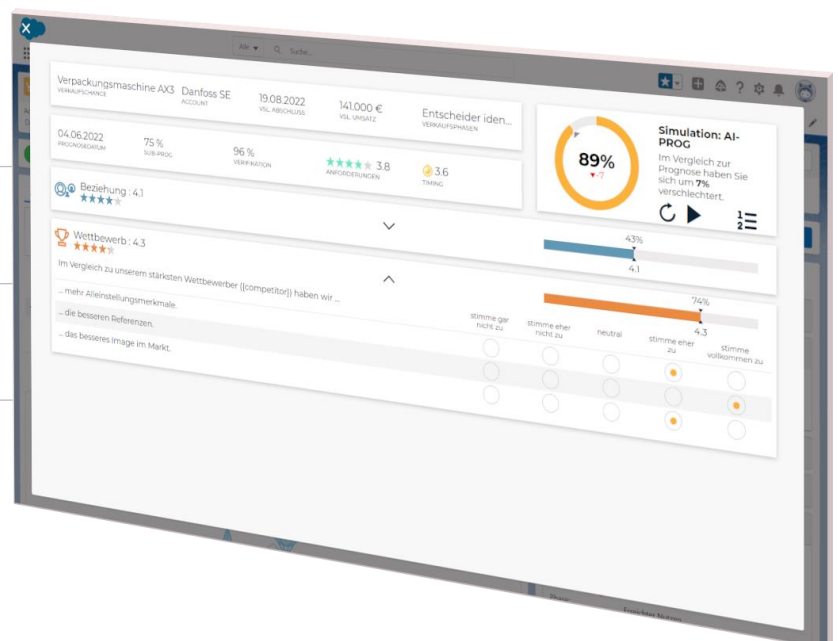 X
Alle
Suche...
Verpackungsmaschine AX3
VERKAUFSCHANCE
Danfoss SE
ACCOUNT
19.08.2022
VSL. ABSCHLUSS
141.000 €
VSL. UMSATZ
Entscheider iden...
VERKAUFSPHASEN
04.06.2022
PROGNOSEDATUM
75 %
SUB-PROG
96 %
VERIFIKATION
3.8
ANFORDERUNGEN
3.6
TIMING
89%
-7
Simulation: AI-
PROG
Im Vergleich zur
Prognose haben Sie
sich um 7%
verschlechtert.
Beziehung : 4.1
43%
4.1
Wettbewerb : 4.3
74%
4.3
Im Vergleich zu unserem stärksten Wettbewerber ({competitor}) haben wir ...
stimme gar
nicht zu
stimme eher
nicht zu
neutral
stimme eher
zu
stimme
vollkommen zu
... mehr Alleinstellungsmerkmale.
... die besseren Referenzen.
... das besseres Image im Markt.
Phase
Erwarteter Nutzen